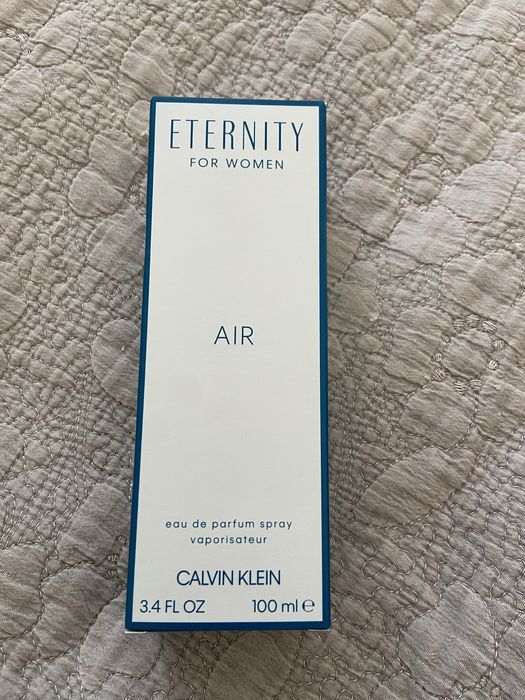 ETERNITY
FOR WOMEN
AIR
eau de parfum spray
vaporisateur
CALVIN KLEIN
3.4 FL OZ 100 ml ℮